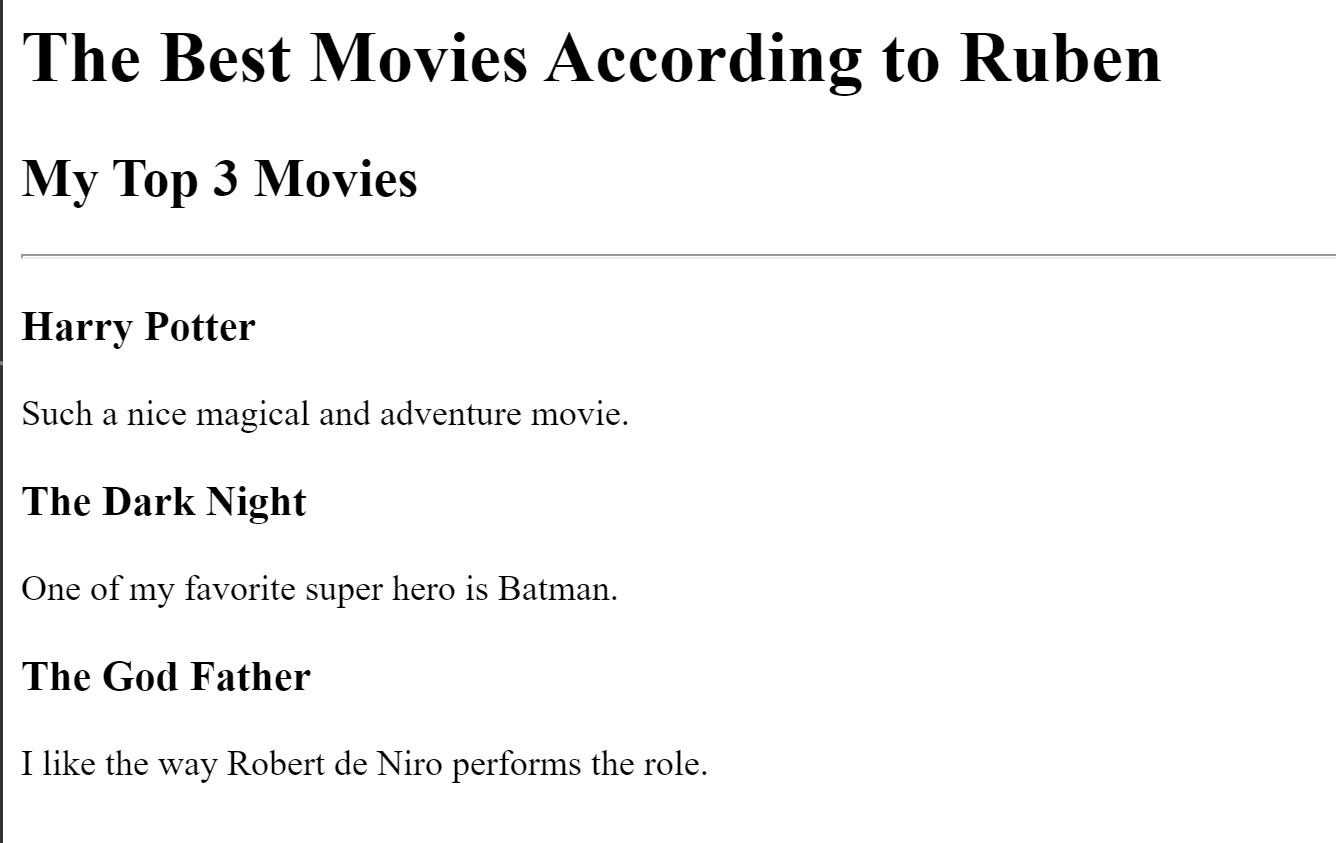 The Best Movies According to Ruben
My Top 3 Movies
Harry Potter
Such a nice magical and adventure movie.
The Dark Night
One of my favorite super hero is Batman.
The God Father
I like the way Robert de Niro performs the role.